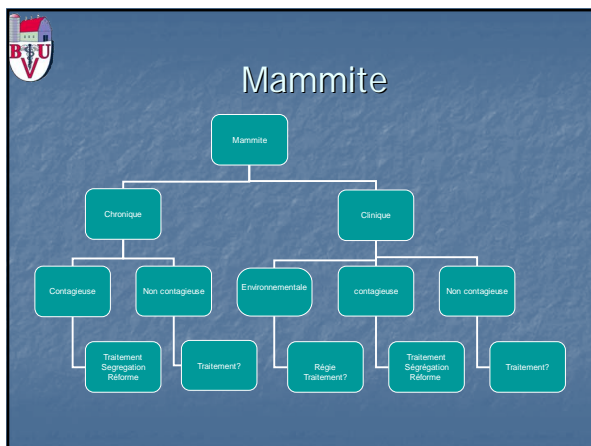 B U
V
Mammite
Mammite
Chronique
Clinique
Contagieuse
Non contagieuse
Environnementale
contagieuse
Non contagieuse
Traitement
Segregation
Réforme
Traitement?
Régie
Traitement?
Traitement
Ségrégation
Réforme
Traitement?